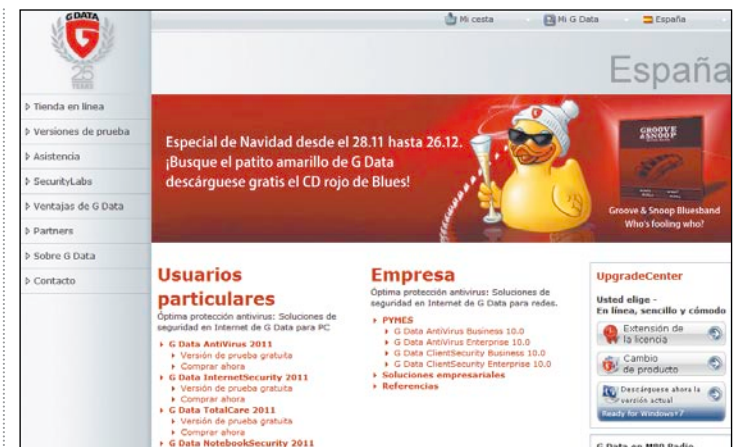 G DATA
25
YEARS
Mi cesta
Mi G Data
España
España
Tienda en línea
Versiones de prueba
Asistencia
SecurityLabs
Ventajas de G Data
Partners
Sobre G Data
Contacto
Especial de Navidad desde el 28.11 hasta 26.12.
¡Busque el patito amarillo de G Data
descárguese gratis el CD rojo de Blues!
GROOVE
& SNOOP
Groove & Snoop Bluesband
Who's fooling who?
Usuarios
particulares
Óptima protección antivirus: Soluciones de
seguridad en Internet de G Data para PC
G Data AntiVirus 2011
Versión de prueba gratuita
Comprar ahora
G Data InternetSecurity 2011
Versión de prueba gratuita
Comprar ahora
G Data TotalCare 2011
Versión de prueba gratuita
Comprar ahora
G Data NotebookSecurity 2011
Empresa
Óptima protección antivirus: Soluciones de
seguridad en Internet de G Data para redes.
PYMES
G Data AntiVirus Business 10.0
G Data AntiVirus Enterprise 10.0
G Data ClientSecurity Business 10.0
G Data ClientSecurity Enterprise 10.0
Soluciones empresariales
Referencias
UpgradeCenter
Usted elige -
En línea, sencillo y cómodo
Extensión de
la licencia
Cambio
de producto
Descárguese ahora la
versión actual
Ready for Windows 7
G Data en M80 Radio